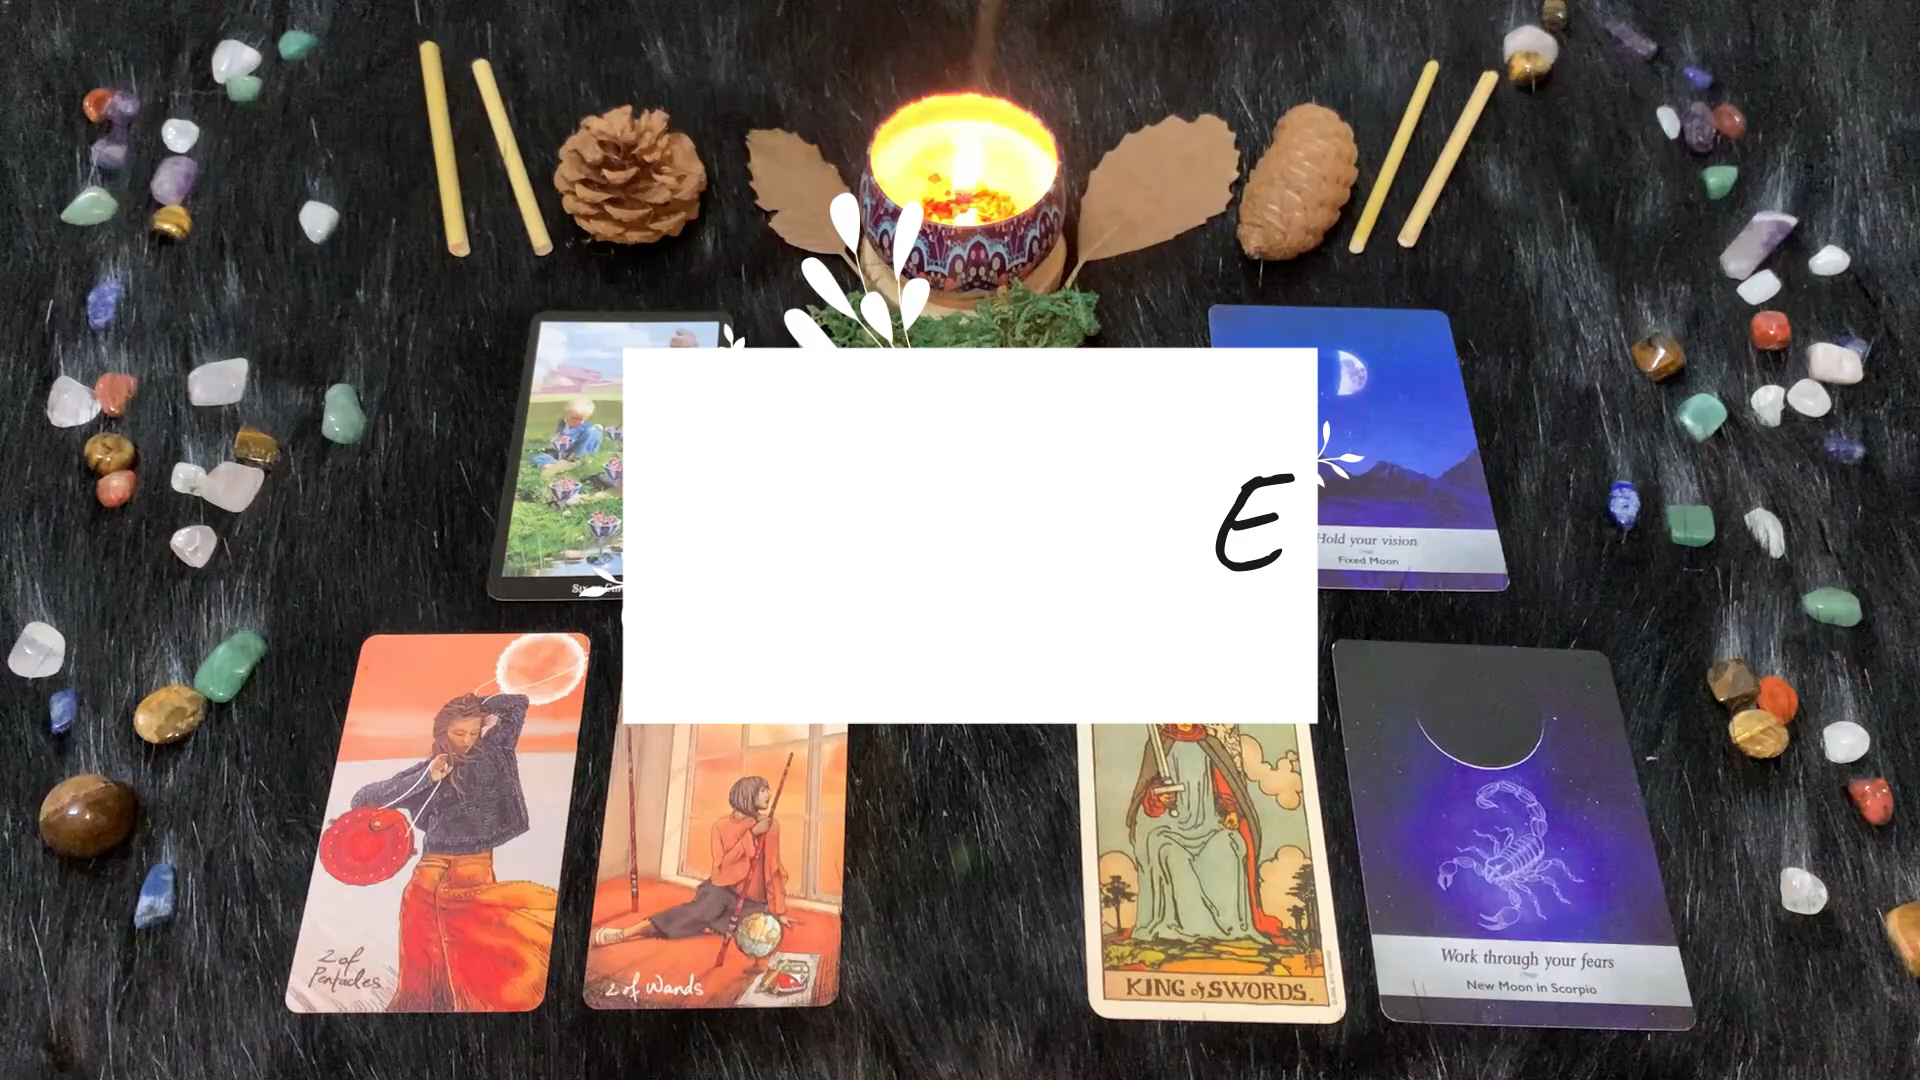 E
Hold your vision
Fixed Moon
2 of
Pentacles
2 of Wands
KING of SWORDS.
Work through your fears
New Moon in Scorpio